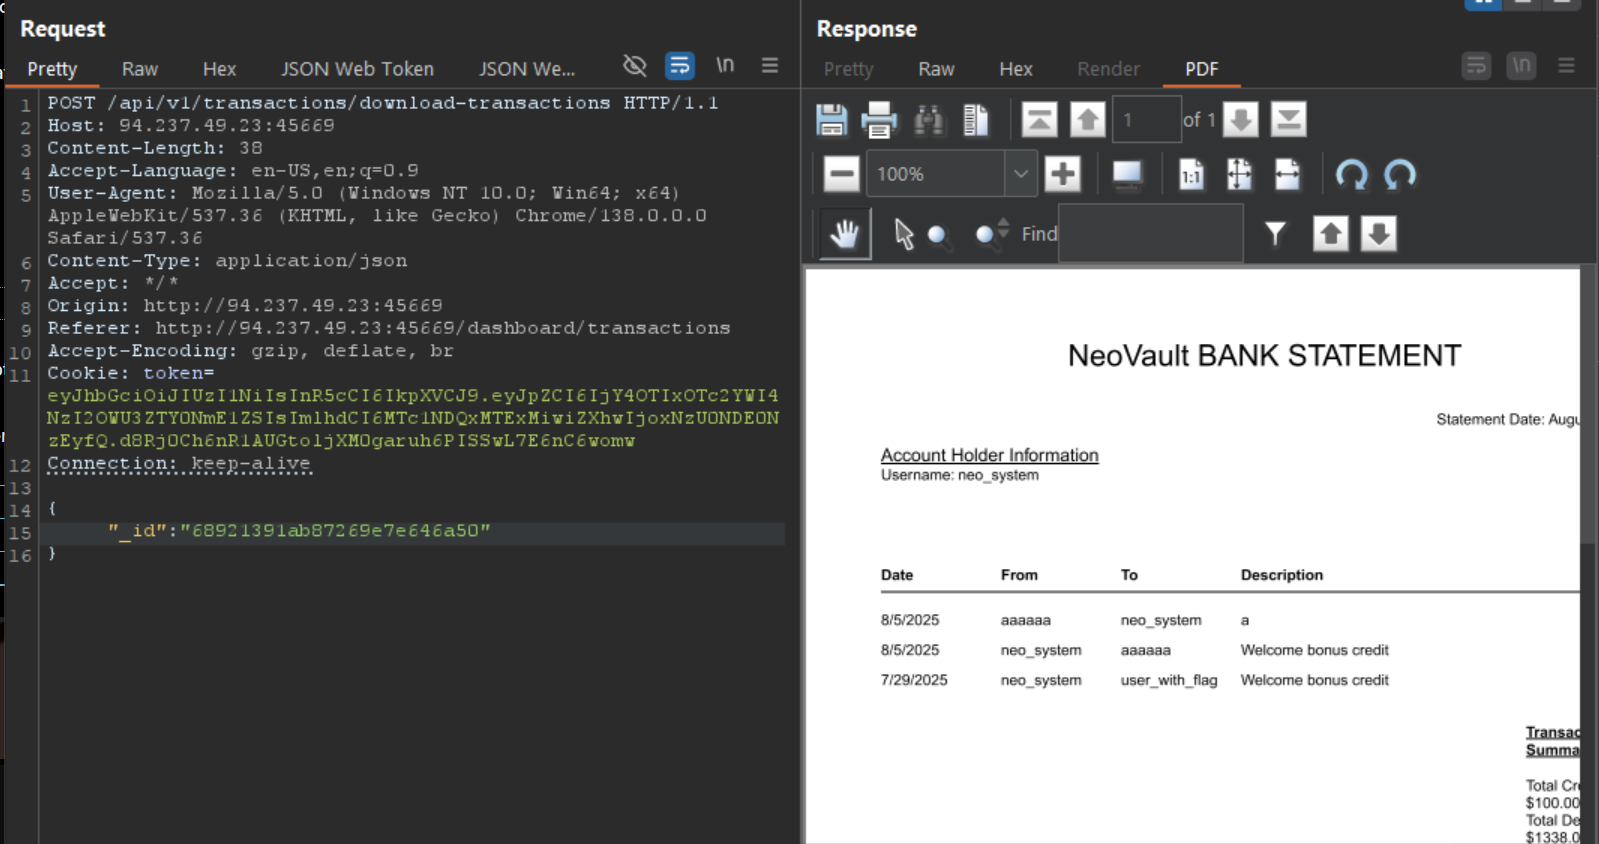 Request
Pretty Raw Hex JSON Web Token JSON We... \n
1 POST /api/v1/transactions/download-transactions HTTP/1.1
2 Host: 94.237.49.23:45669
3 Content-Length: 38
4 Accept-Language: en-US,en;q=0.9
5 User-Agent: Mozilla/5.0 (Windows NT 10.0; Win64; x64)
AppleWebKit/537.36 (KHTML, like Gecko) Chrome/138.0.0.0
Safari/537.36
6 Content-Type: application/json
7 Accept: */*
8 Origin: http://94.237.49.23:45669
9 Referer: http://94.237.49.23:45669/dashboard/transactions
10 Accept-Encoding: gzip, deflate, br
11 Cookie: token=
eyJhbGciOiJIUzI1NiIsInR5cCI6IkpXVCJ9.eyJpZCI6IjY4OTIxOTc2YWI4
NzI2OWU3ZTY0NmE1ZSIsImlhdCI6MTc1NDQxMTExMiwiZXhwIjoxNzU0NDE0N
zEyfQ.d8Rj0Ch6nR1AUGtoljXM0garuh6PISSwL7E6nC6womw
12 Connection: keep-alive
13
14 {
15 "_id":"68921391ab87269e7e646a50"
16 }
Response
Pretty Raw Hex Render PDF \n
1 of 1
100% 1:1
Find
NeoVault BANK STATEMENT
Statement Date: Augu
Account Holder Information
Username: neo_system
Date From To Description
8/5/2025 aaaaaa neo_system a
8/5/2025 neo_system aaaaaa Welcome bonus credit
7/29/2025 neo_system user_with_flag Welcome bonus credit
Transac
Summa
Total Cre
$100.00
Total De
$1338.0